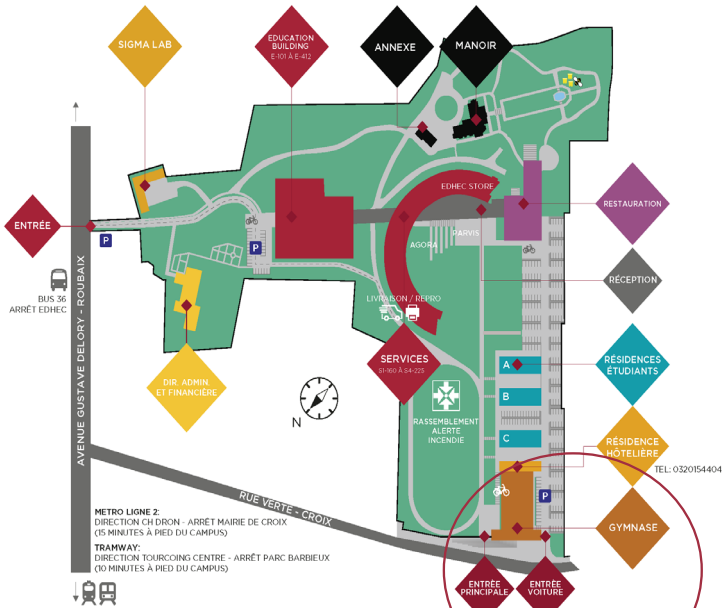 SIGMA LAB
EDUCATION
BUILDING
E-101 À E-412
ANNEXE
MANOIR
ENTRÉE
P
P
EDHEC STORE
PARVIS
AGORA
RESTAURATION
BUS 36
ARRÊT EDHEC
AVENUE GUSTAVE DELORY - ROUBAIX
LIVRAISON / REPRO
RÉCEPTION
SERVICES
S1-160 À S4-225
DIR. ADMIN.
ET FINANCIÈRE
N
A
B
C
RÉSIDENCES
ÉTUDIANTS
RASSEMBLEMENT
ALERTE
INCENDIE
RÉSIDENCE
HÔTELIÈRE
TEL: 0320154404
P
RUE VERTE - CROIX
GYMNASE
METRO LIGNE 2:
DIRECTION CH DRON - ARRÊT MAIRIE DE CROIX
(15 MINUTES À PIED DU CAMPUS)
TRAMWAY:
DIRECTION TOURCOING CENTRE - ARRÊT PARC BARBIEUX
(10 MINUTES À PIED DU CAMPUS)
ENTRÉE
PRINCIPALE
ENTRÉE
VOITURE